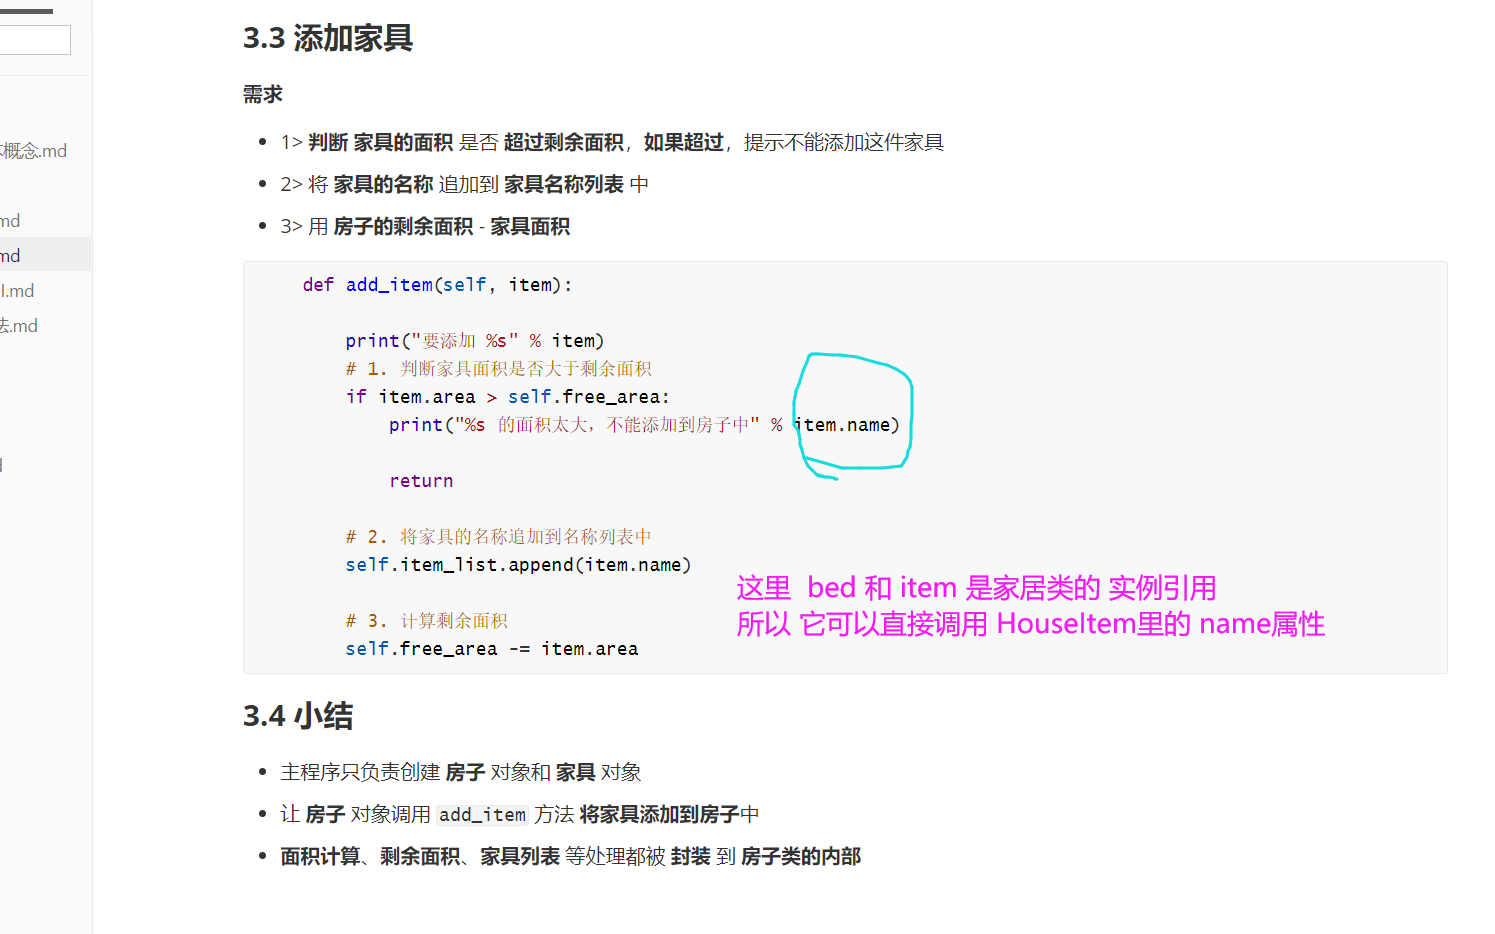 3.3 添加家具
需求
1> 判断 家具的面积 是否 超过剩余面积，如果超过，提示不能添加这件家具
概念.md
2> 将 家具的名称 追加到 家具名称列表 中
md
3> 用 房子的剩余面积 - 家具面积
md
def add_item(self, item):
l.md
法.md
print("要添加 %s" % item)
# 1. 判断家具面积是否大于剩余面积
if item.area > self.free_area:
print("%s 的面积太大，不能添加到房子中" % item.name)
return
# 2. 将家具的名称追加到名称列表中
self.item_list.append(item.name)
这里 bed 和 item 是家居类的 实例引用
# 3. 计算剩余面积
所以 它可以直接调用 HouseItem里的 name属性
self.free_area -= item.area
3.4 小结
主程序只负责创建 房子 对象和 家具 对象
让 房子 对象调用 add_item 方法 将家具添加到房子中
面积计算、剩余面积、家具列表 等处理都被 封装 到 房子类的内部